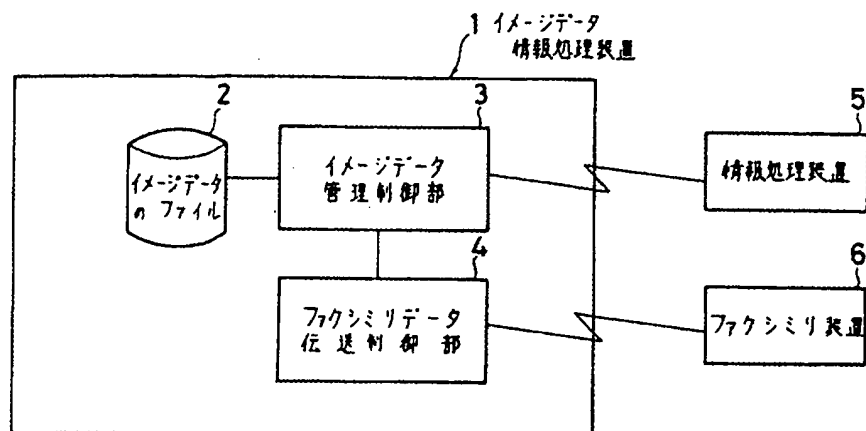 1 イメージデータ
情報処理装置
2
3
5
イメージデータ
のファイル
イメージデータ
管理制御部
情報処理装置
4
6
ファクシミリデータ
伝送制御部
ファクシミリ装置